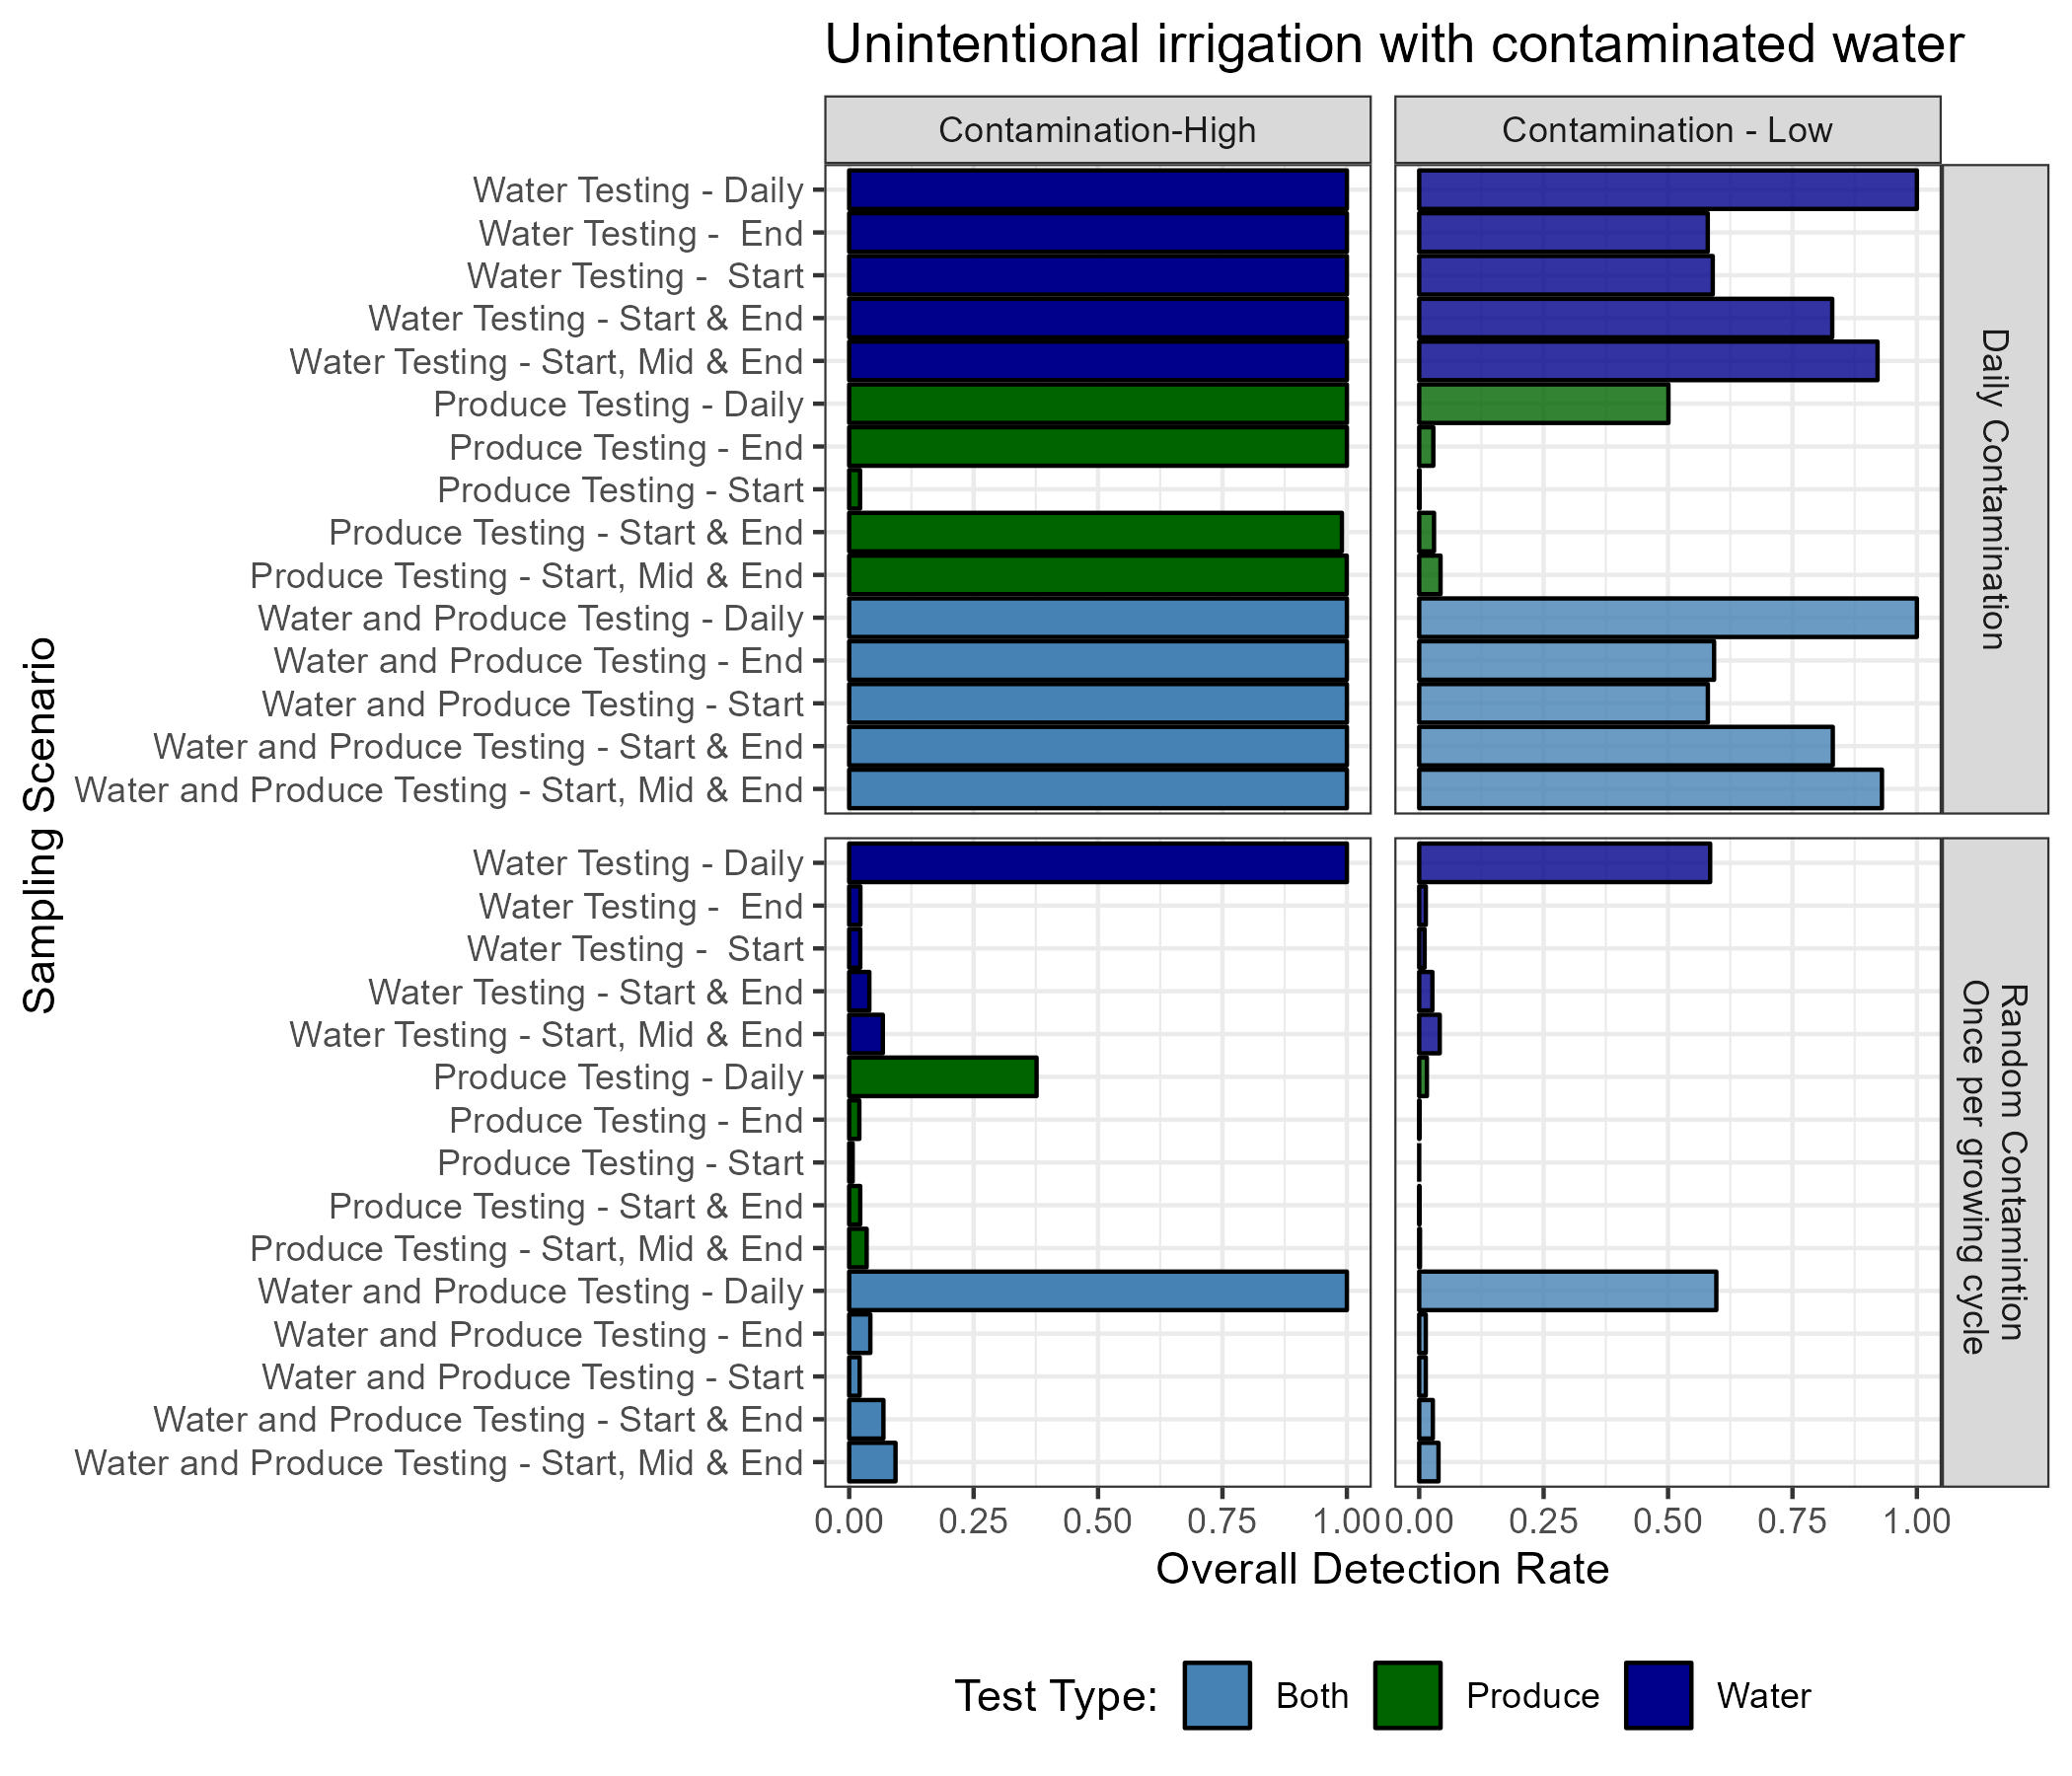 Unintentional irrigation with contaminated water
Contamination-High
Contamination - Low
Sampling Scenario
Water Testing - Daily
Water Testing -  End
Water Testing -  Start
Water Testing - Start & End
Water Testing - Start, Mid & End
Produce Testing - Daily
Produce Testing - End
Produce Testing - Start
Produce Testing - Start & End
Produce Testing - Start, Mid & End
Water and Produce Testing - Daily
Water and Produce Testing - End
Water and Produce Testing - Start
Water and Produce Testing - Start & End
Water and Produce Testing - Start, Mid & End
Daily Contamination
Water Testing - Daily
Water Testing -  End
Water Testing -  Start
Water Testing - Start & End
Water Testing - Start, Mid & End
Produce Testing - Daily
Produce Testing - End
Produce Testing - Start
Produce Testing - Start & End
Produce Testing - Start, Mid & End
Water and Produce Testing - Daily
Water and Produce Testing - End
Water and Produce Testing - Start
Water and Produce Testing - Start & End
Water and Produce Testing - Start, Mid & End
Random Contamintion
Once per growing cycle
0.00 0.25 0.50 0.75 1.00
0.00 0.25 0.50 0.75 1.00
Overall Detection Rate
Test Type: Both Produce Water